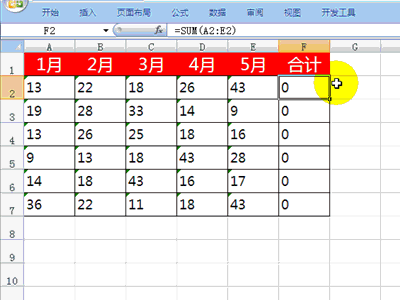 开始 插入 页面布局 公式 数据 审阅 视图 开发工具
F2 fx =SUM(A2:E2)
A B C D E F G
1 1月 2月 3月 4月 5月 合计
2 13 22 18 26 43 0
3 19 28 33 14 9 0
4 13 26 25 18 16 0
5 9 13 18 43 28 0
6 14 18 43 16 17 0
7 36 22 11 18 43 0
8
9
10